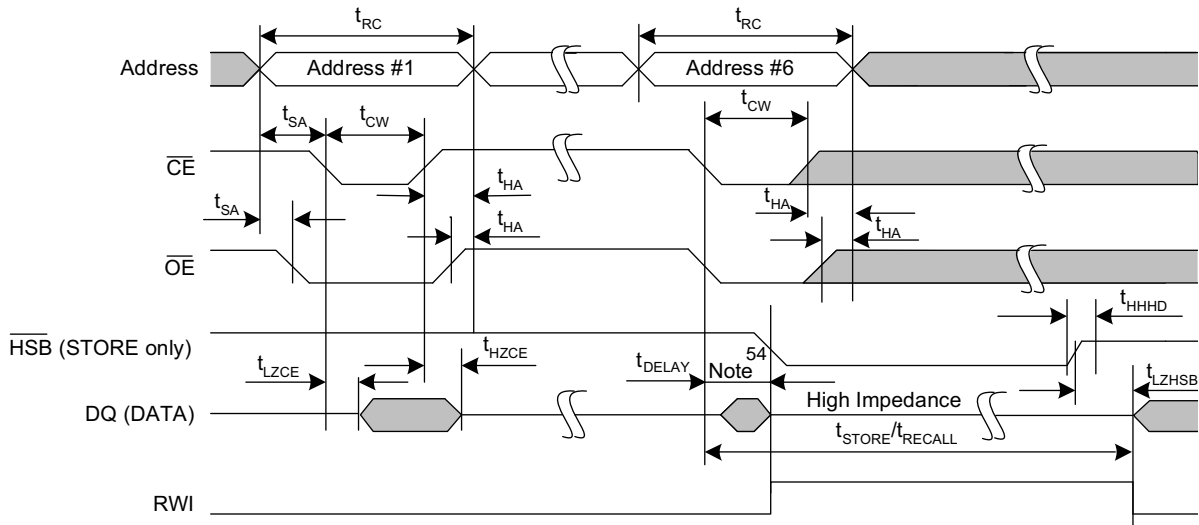 tRC tRC
Address Address #1 Address #6
tSA tCW tCW
CE
tHA
tSA tHA
tHA tHA
OE
tHHHD
HSB (STORE only)
tLZCE tHZCE tDELAY Note 54 tLZHSB
DQ (DATA) High Impedance
tSTORE/tRECALL
RWI